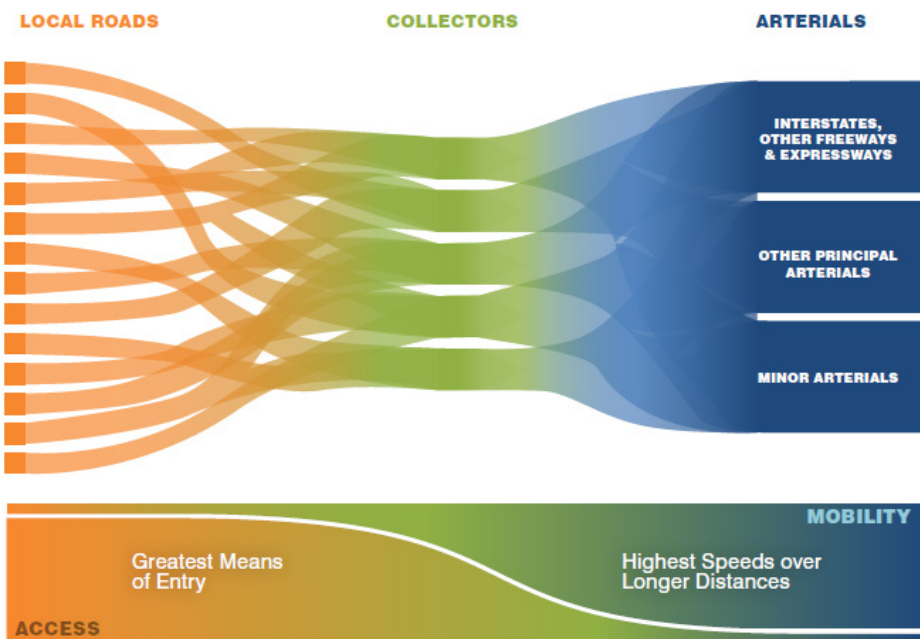 LOCAL ROADS
COLLECTORS
ARTERIALS
INTERSTATES,
OTHER FREEWAYS
& EXPRESSWAYS
OTHER PRINCIPAL
ARTERIALS
MINOR ARTERIALS
MOBILITY
Greatest Means
of Entry
Highest Speeds over
Longer Distances
ACCESS